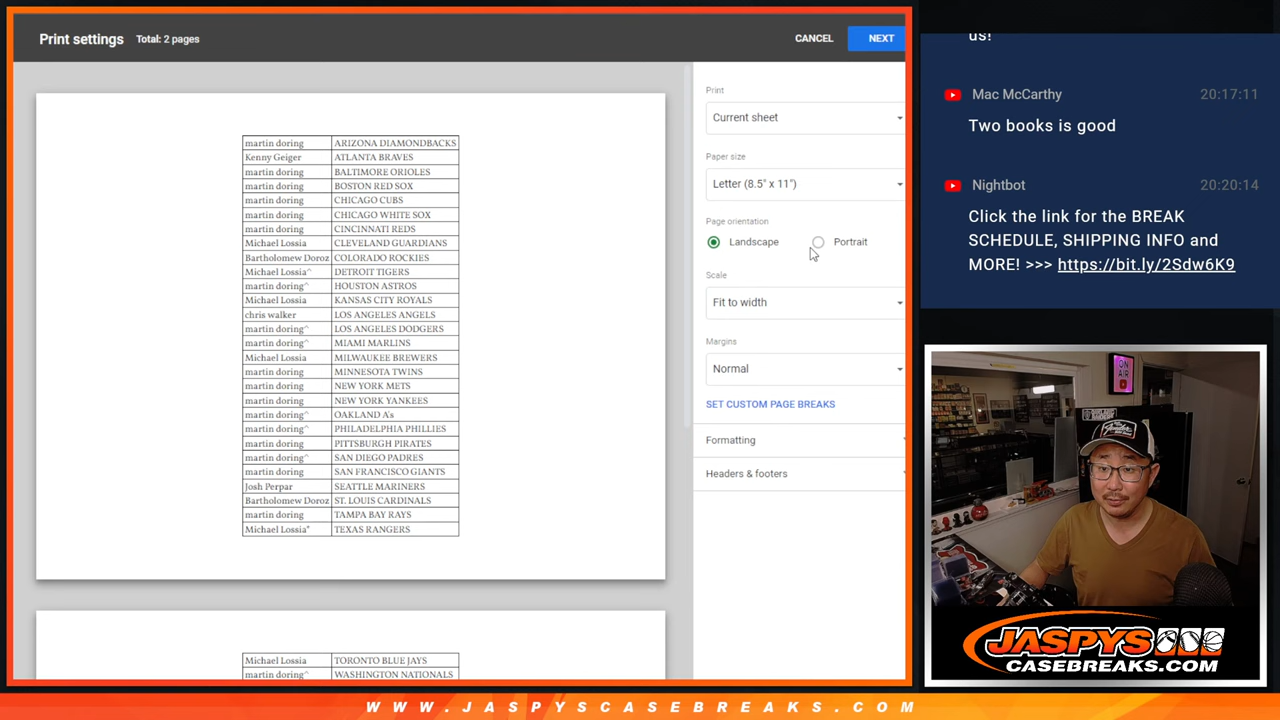 Print settings Total: 2 pages
CANCEL NEXT
martin doring ARIZONA DIAMONDBACKS
Kenny Geiger ATLANTA BRAVES
martin doring BALTIMORE ORIOLES
martin doring BOSTON RED SOX
martin doring CHICAGO CUBS
martin doring CHICAGO WHITE SOX
martin doring CINCINNATI REDS
Michael Lossia CLEVELAND GUARDIANS
Bartholomew Doroz COLORADO ROCKIES
Michael Lossia^ DETROIT TIGERS
martin doring^ HOUSTON ASTROS
Michael Lossia KANSAS CITY ROYALS
chris walker LOS ANGELES ANGELS
martin doring^ LOS ANGELES DODGERS
martin doring^ MIAMI MARLINS
Michael Lossia MILWAUKEE BREWERS
martin doring MINNESOTA TWINS
martin doring NEW YORK METS
martin doring NEW YORK YANKEES
martin doring^ OAKLAND A's
martin doring^ PHILADELPHIA PHILLIES
martin doring PITTSBURGH PIRATES
martin doring^ SAN DIEGO PADRES
martin doring SAN FRANCISCO GIANTS
Josh Perpar SEATTLE MARINERS
Bartholomew Doroz ST. LOUIS CARDINALS
martin doring TAMPA BAY RAYS
Michael Lossia* TEXAS RANGERS
Michael Lossia TORONTO BLUE JAYS
martin doring^ WASHINGTON NATIONALS
Print
Current sheet
Paper size
Letter (8.5" x 11")
Page orientation
Landscape Portrait
Scale
Fit to width
Margins
Normal
SET CUSTOM PAGE BREAKS
Formatting
Headers & footers
us!
Mac McCarthy 20:17:11
Two books is good
Nightbot 20:20:14
Click the link for the BREAK
SCHEDULE, SHIPPING INFO and
MORE! >>> https://bit.ly/2Sdw6K9
ON
AIR
JASPYS
CASEBREAKS.COM
WWW.JASPYSCASEBREAKS.COM